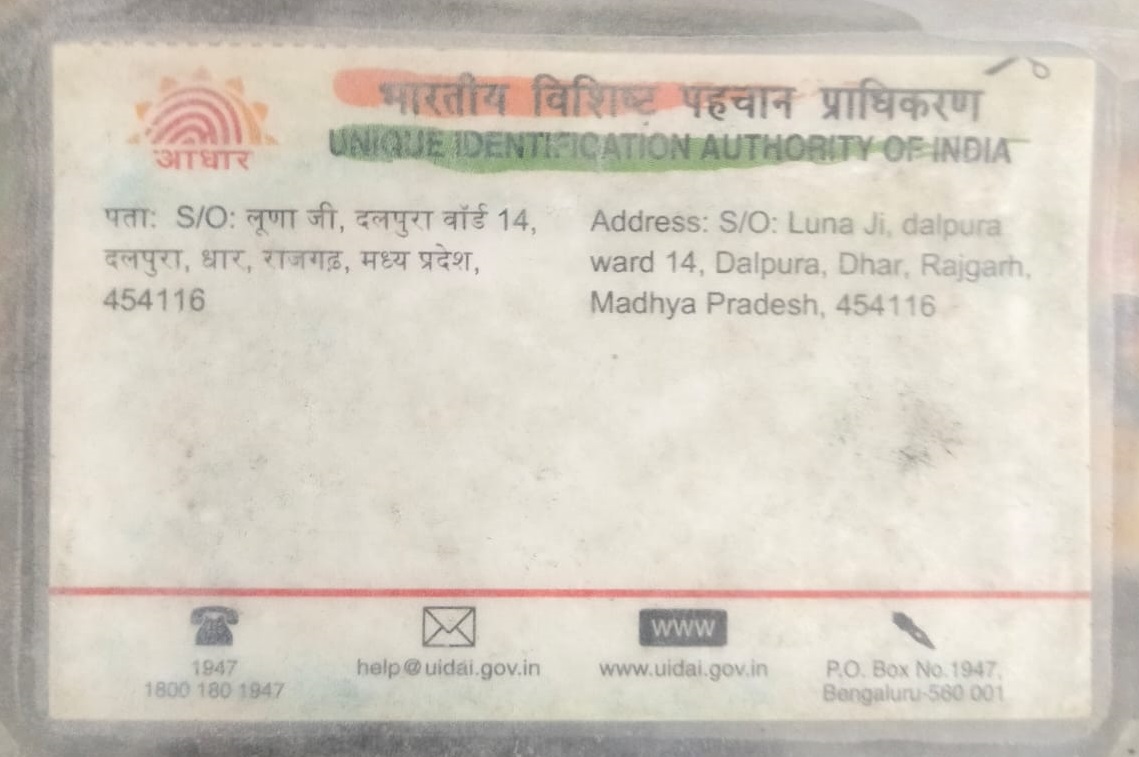 भारतीय विशिष्ट पहचान प्राधिकरण
UNIQUE IDENTIFICATION AUTHORITY OF INDIA
आधार
पता: S/O: लूणा जी, दलपुरा वॉर्ड 14,
दलपुरा, धार, राजगढ़, मध्य प्रदेश,
454116
Address: S/O: Luna Ji, dalpura
ward 14, Dalpura, Dhar, Rajgarh,
Madhya Pradesh, 454116
1947
1800 180 1947
help@uidai.gov.in
www
www.uidai.gov.in
P.O. Box No.1947,
Bengaluru-560 001